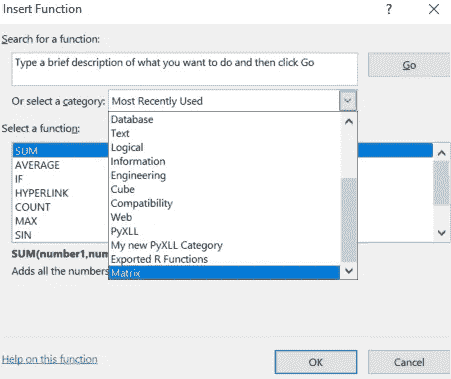 Insert Function
?
Search for a function:
Type a brief description of what you want to do and then click Go
Go
Or select a category: Most Recently Used
Database
Text
Logical
Information
Engineering
Cube
Compatibility
Web
PyXLL
My new PyXLL Category
Exported R Functions
Matrix
Select a function:
SUM
AVERAGE
IF
HYPERLINK
COUNT
MAX
SIN
SUM(number1,num
Adds all the numbers
Help on this function
OK
Cancel